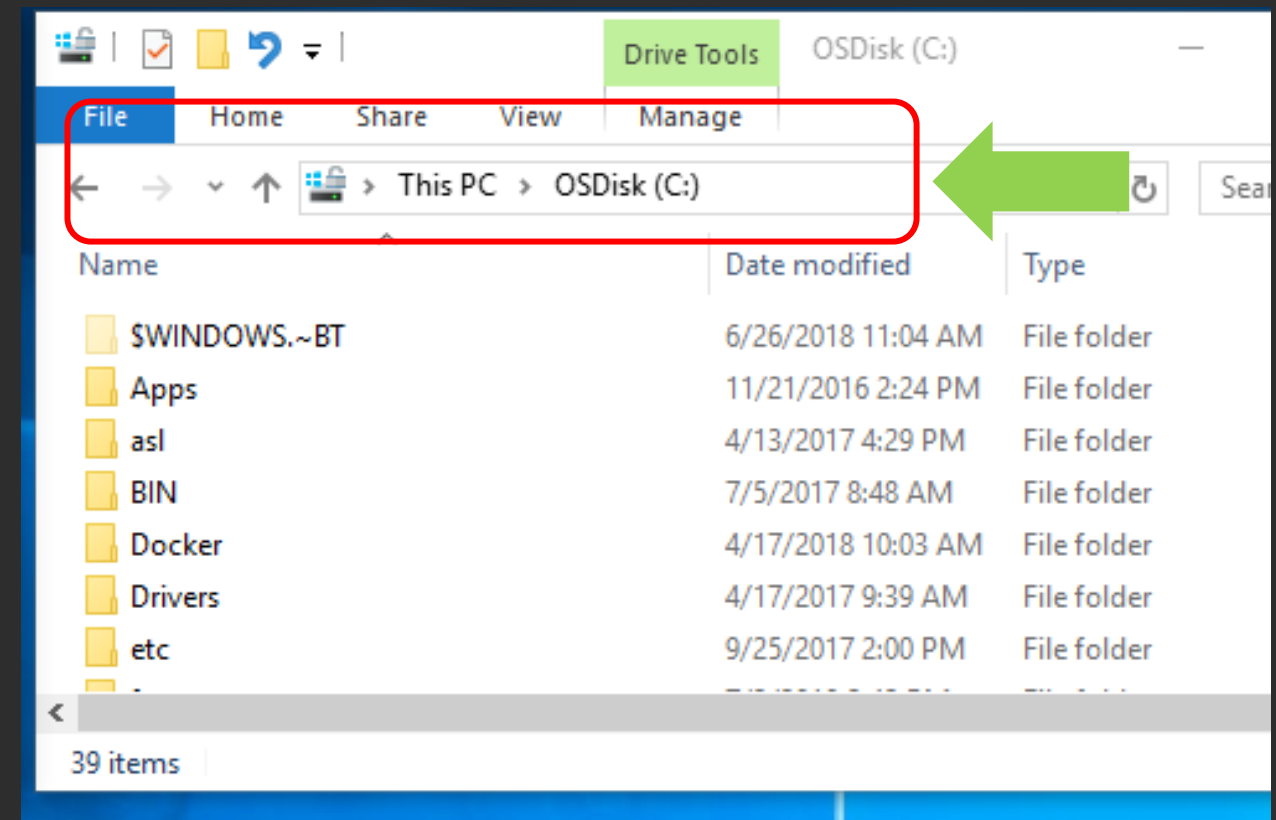 Drive Tools OSDisk (C:)
File Home Share View Manage
This PC > OSDisk (C:)
Name Date modified Type
$WINDOWS.~BT 6/26/2018 11:04 AM File folder
Apps 11/21/2016 2:24 PM File folder
asl 4/13/2017 4:29 PM File folder
BIN 7/5/2017 8:48 AM File folder
Docker 4/17/2018 10:03 AM File folder
Drivers 4/17/2017 9:39 AM File folder
etc 9/25/2017 2:00 PM File folder
39 items